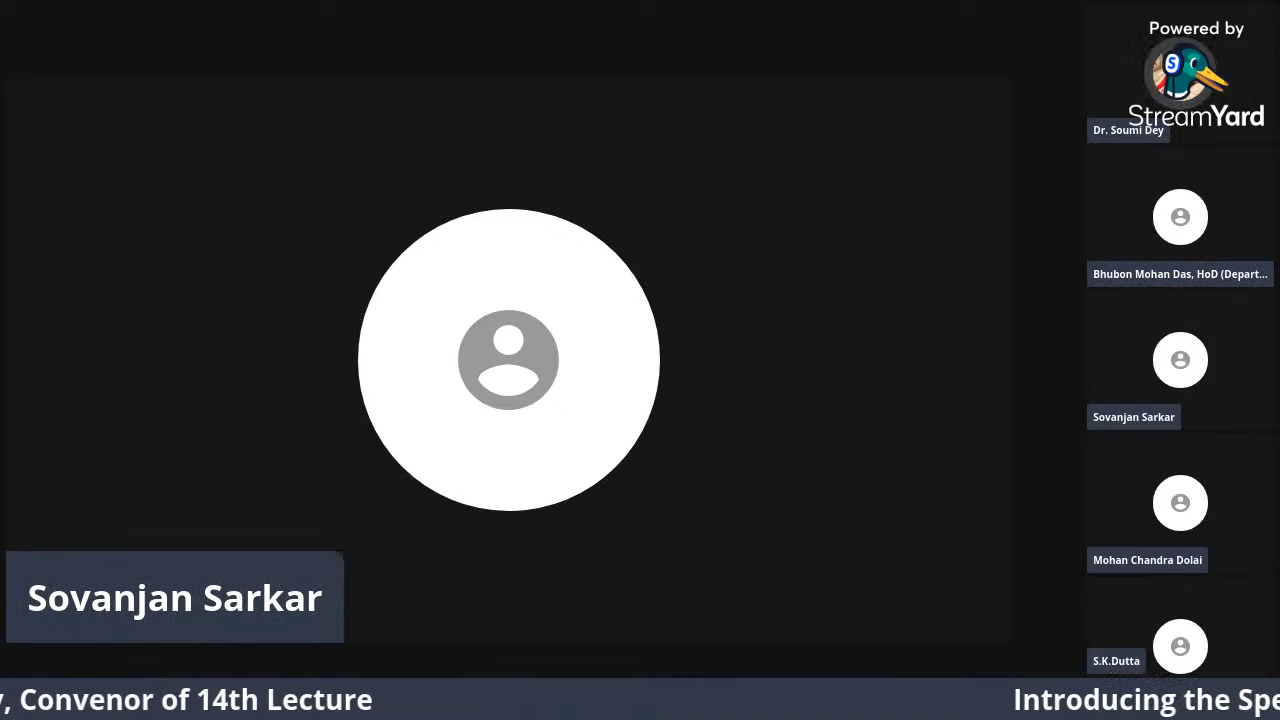 Powered by
S
StreamYard
Dr. Soumi Dey
Bhubon Mohan Das, HoD (Depart...
Sovanjan Sarkar
Mohan Chandra Dolai
S.K.Dutta
Sovanjan Sarkar
, Convenor of 14th Lecture
Introducing the Spe